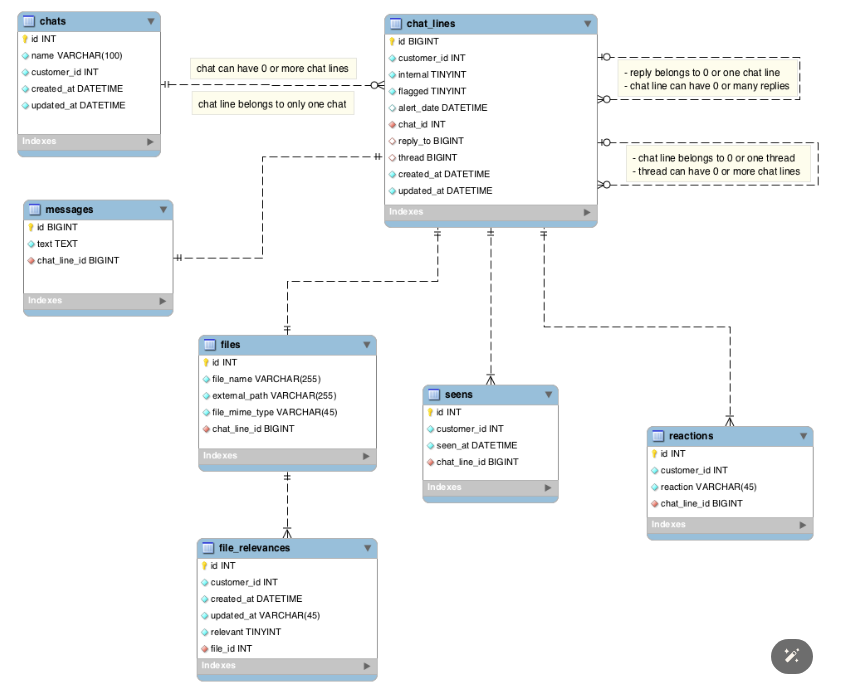 chats
id INT
name VARCHAR(100)
customer_id INT
created_at DATETIME
updated_at DATETIME
Indexes
chat can have 0 or more chat lines
chat line belongs to only one chat
chat_lines
id BIGINT
customer_id INT
internal TINYINT
flagged TINYINT
alert_date DATETIME
chat_id INT
reply_to BIGINT
thread BIGINT
created_at DATETIME
updated_at DATETIME
Indexes
- reply belongs to 0 or one chat line
- chat line can have 0 or many replies
- chat line belongs to 0 or one thread
- thread can have 0 or more chat lines
messages
id BIGINT
text TEXT
chat_line_id BIGINT
Indexes
files
id INT
file_name VARCHAR(255)
external_path VARCHAR(255)
file_mime_type VARCHAR(45)
chat_line_id BIGINT
Indexes
seens
id INT
customer_id INT
seen_at DATETIME
chat_line_id BIGINT
Indexes
reactions
id INT
customer_id INT
reaction VARCHAR(45)
chat_line_id BIGINT
Indexes
file_relevances
id INT
customer_id INT
created_at DATETIME
updated_at VARCHAR(45)
relevant TINYINT
file_id INT
Indexes